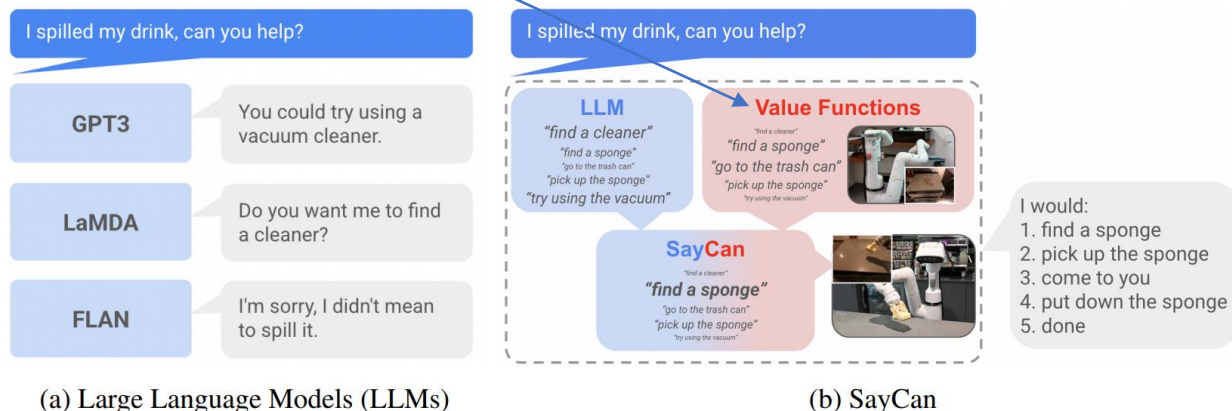 I spilled my drink, can you help?
GPT3
You could try using a
vacuum cleaner.
LaMDA
Do you want me to find
a cleaner?
FLAN
I'm sorry, I didn't mean
to spill it.
(a) Large Language Models (LLMs)
I spilled my drink, can you help?
LLM
"find a cleaner"
"find a sponge"
"go to the trash can"
"pick up the sponge"
"try using the vacuum"
Value Functions
"find a cleaner"
"find a sponge"
"go to the trash can"
"pick up the sponge"
"try using the vacuum"
SayCan
"find a cleaner"
"find a sponge"
"go to the trash can"
"pick up the sponge"
"try using the vacuum"
I would:
1. find a sponge
2. pick up the sponge
3. come to you
4. put down the sponge
5. done
(b) SayCan